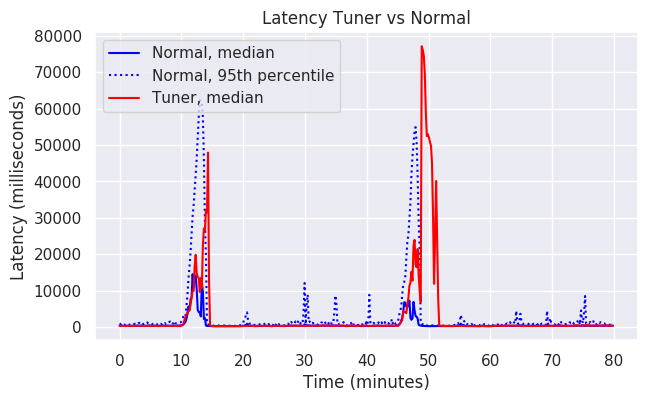 Latency Tuner vs Normal
Latency (milliseconds)
80000
70000
60000
50000
40000
30000
20000
10000
0
Normal, median
Normal, 95th percentile
Tuner, median
0 10 20 30 40 50 60 70 80
Time (minutes)